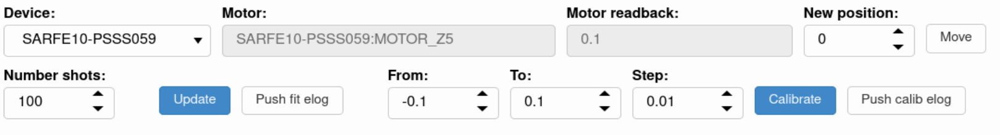 Device: Motor: Motor readback: New position:
SARFE10-PSSS059 SARFE10-PSSS059:MOTOR_Z5 0.1 0 Move
Number shots: From: To: Step:
100 Update Push fit elog -0.1 0.1 0.01 Calibrate Push calib elog